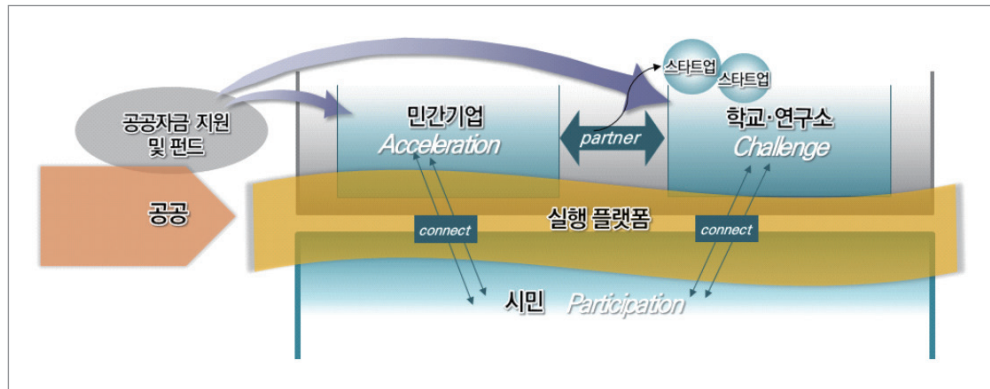 스타트업
스타트업
공공자금 지원
및 펀드
민간기업
Acceleration
partner
학교·연구소
Challenge
공공
실행 플랫폼
connect
connect
시민 Participation